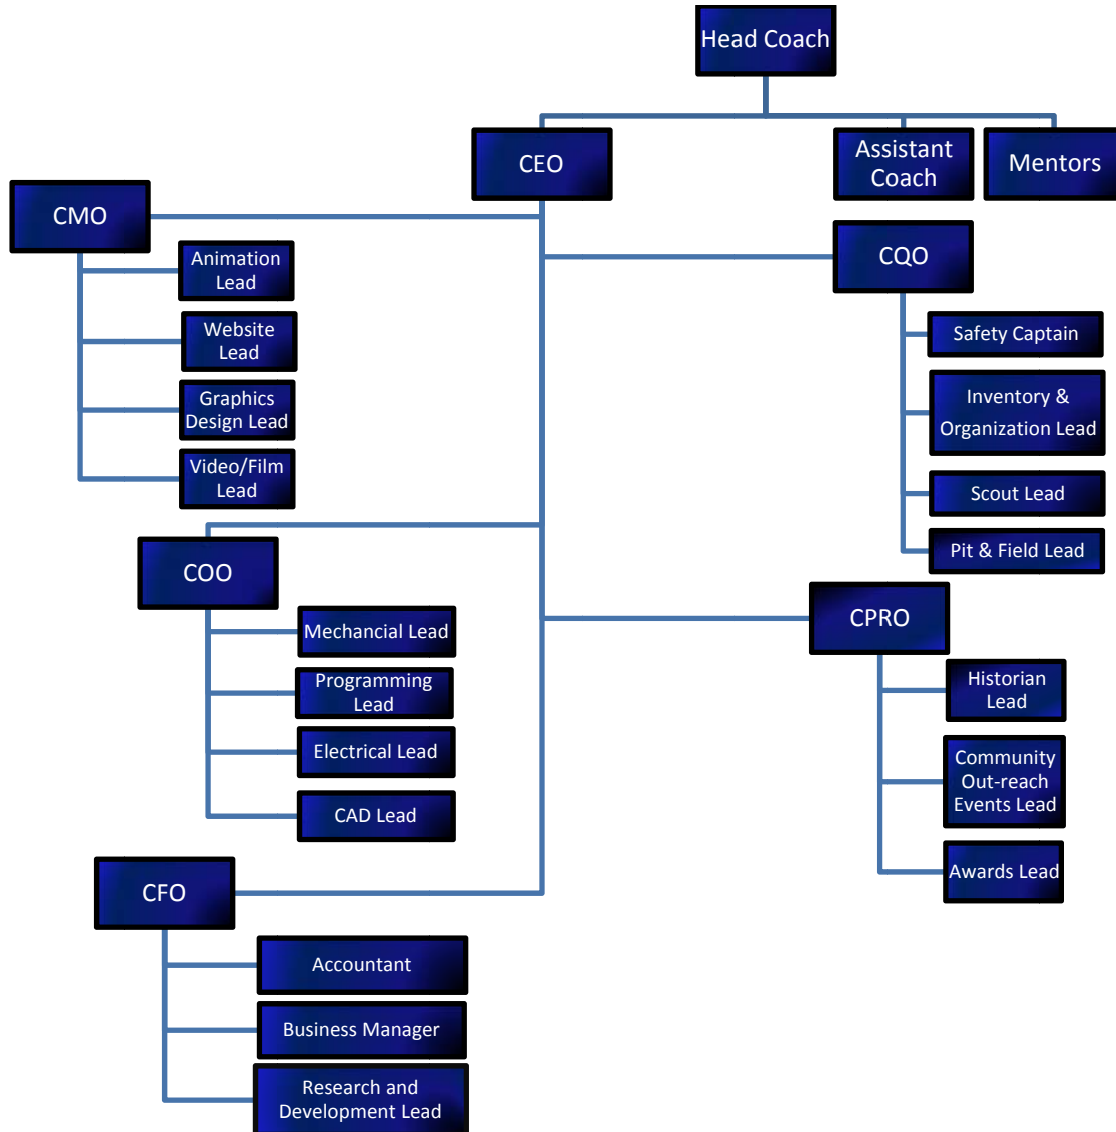 Head Coach
CEO
Assistant
Coach
Mentors
CMO
Animation
Lead
Website
Lead
Graphics
Design Lead
Video/Film
Lead
CQO
Safety Captain
Inventory &
Organization Lead
Scout Lead
Pit & Field Lead
COO
Mechancial Lead
Programming
Lead
Electrical Lead
CAD Lead
CPRO
Historian
Lead
Community
Out-reach
Events Lead
Awards Lead
CFO
Accountant
Business Manager
Research and
Development Lead